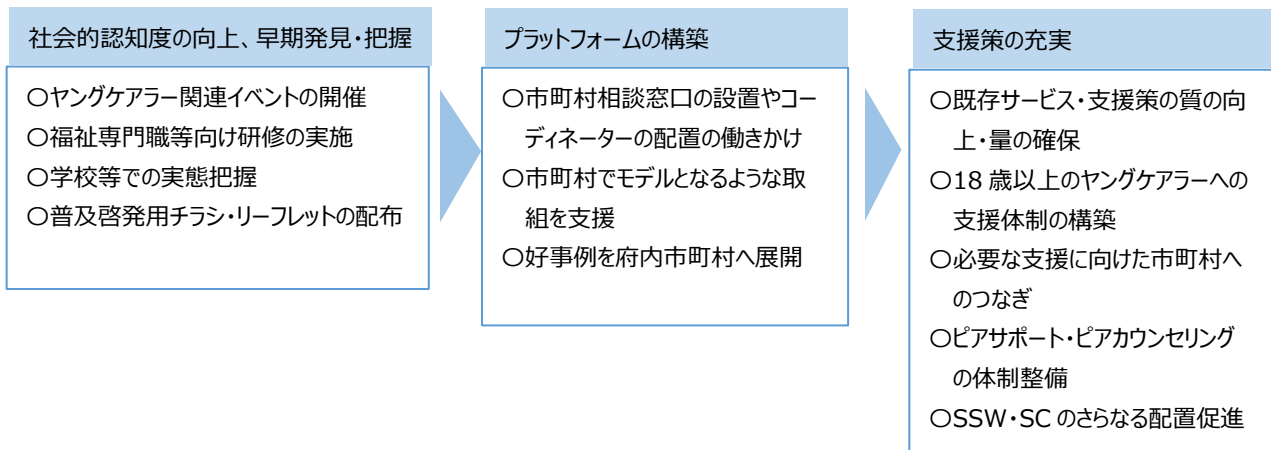 社会的認知度の向上、早期発見・把握
〇ヤングケアラー関連イベントの開催
〇福祉専門職等向け研修の実施
〇学校等での実態把握
〇普及啓発用チラシ・リーフレットの配布
プラットフォームの構築
〇市町村相談窓口の設置やコー
ディネーターの配置の働きかけ
〇市町村でモデルとなるような取
組を支援
〇好事例を府内市町村へ展開
支援策の充実
〇既存サービス・支援策の質の向
上・量の確保
〇18 歳以上のヤングケアラーへの
支援体制の構築
〇必要な支援に向けた市町村へ
のつなぎ
〇ピアサポート・ピアカウンセリング
の体制整備
〇SSW・SC のさらなる配置促進